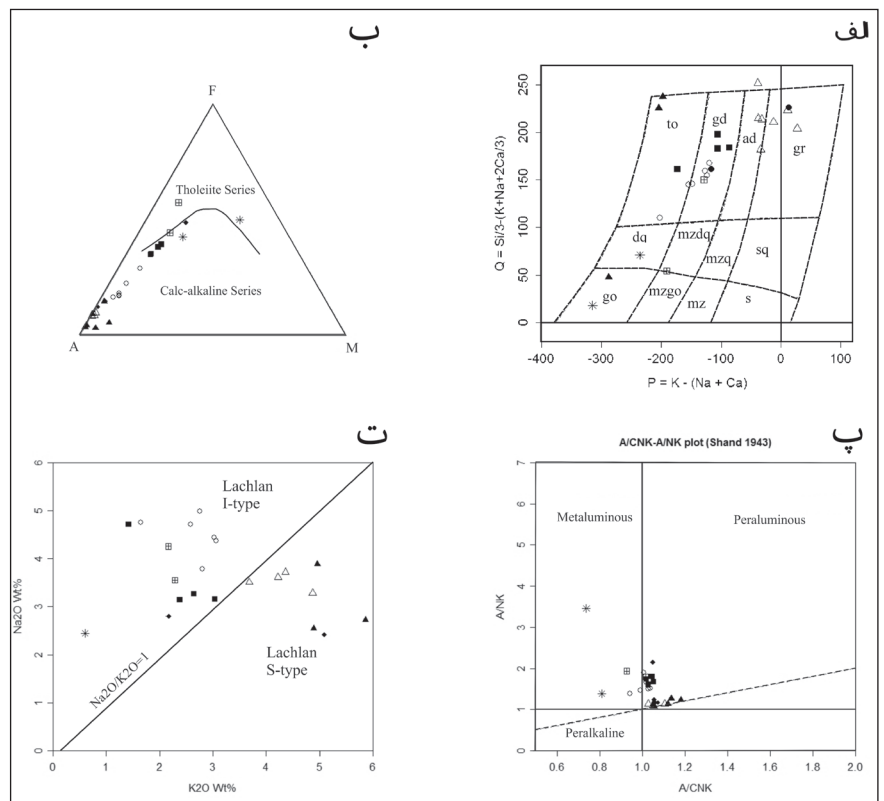 ب
F
Tholeiite Series
Calc-alkaline Series
A
M
الف
250
200
150
100
50
0
Q = Si/3-(K+Na+2Ca/3)
to
gd
ad
gr
dq
mzdq
mzq
sq
go
mzgo
mz
s
-400
-300
-200
-100
0
100
P = K - (Na + Ca)
ت
6
5
4
3
2
1
0
Na2O Wt%
Lachlan
I-type
Na2O/K2O=1
Lachlan
S-type
0
1
2
3
4
5
6
K2O Wt%
پ
A/CNK-A/NK plot (Shand 1943)
7
6
5
4
3
2
1
0
A/NK
Metaluminous
Peraluminous
Peralkaline
0.6
0.8
1.0
1.2
1.4
1.6
1.8
2.0
A/CNK